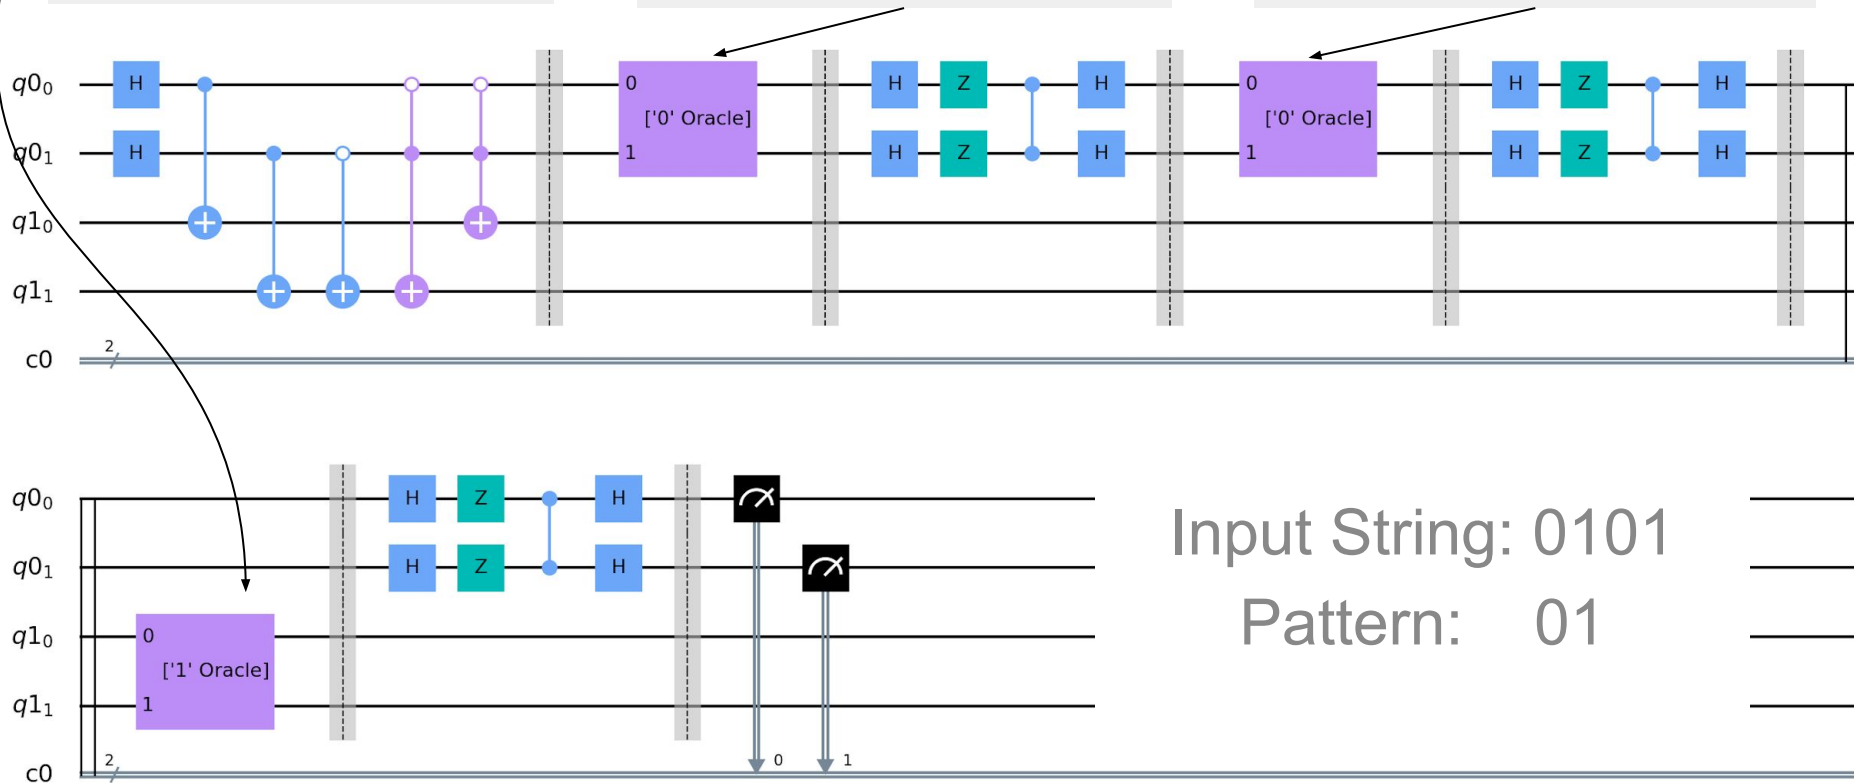 q0₀ H 0 ['0' Oracle] H Z H 0 ['0' Oracle] H Z H
q0₁ H 1 H Z H 1 H Z H
q1₀
q1₁
c0 2
q0₀ H Z H
q0₁ H Z H
q1₀ 0 ['1' Oracle]
q1₁ 1
c0 2 0 1
Input String: 0101
Pattern: 01